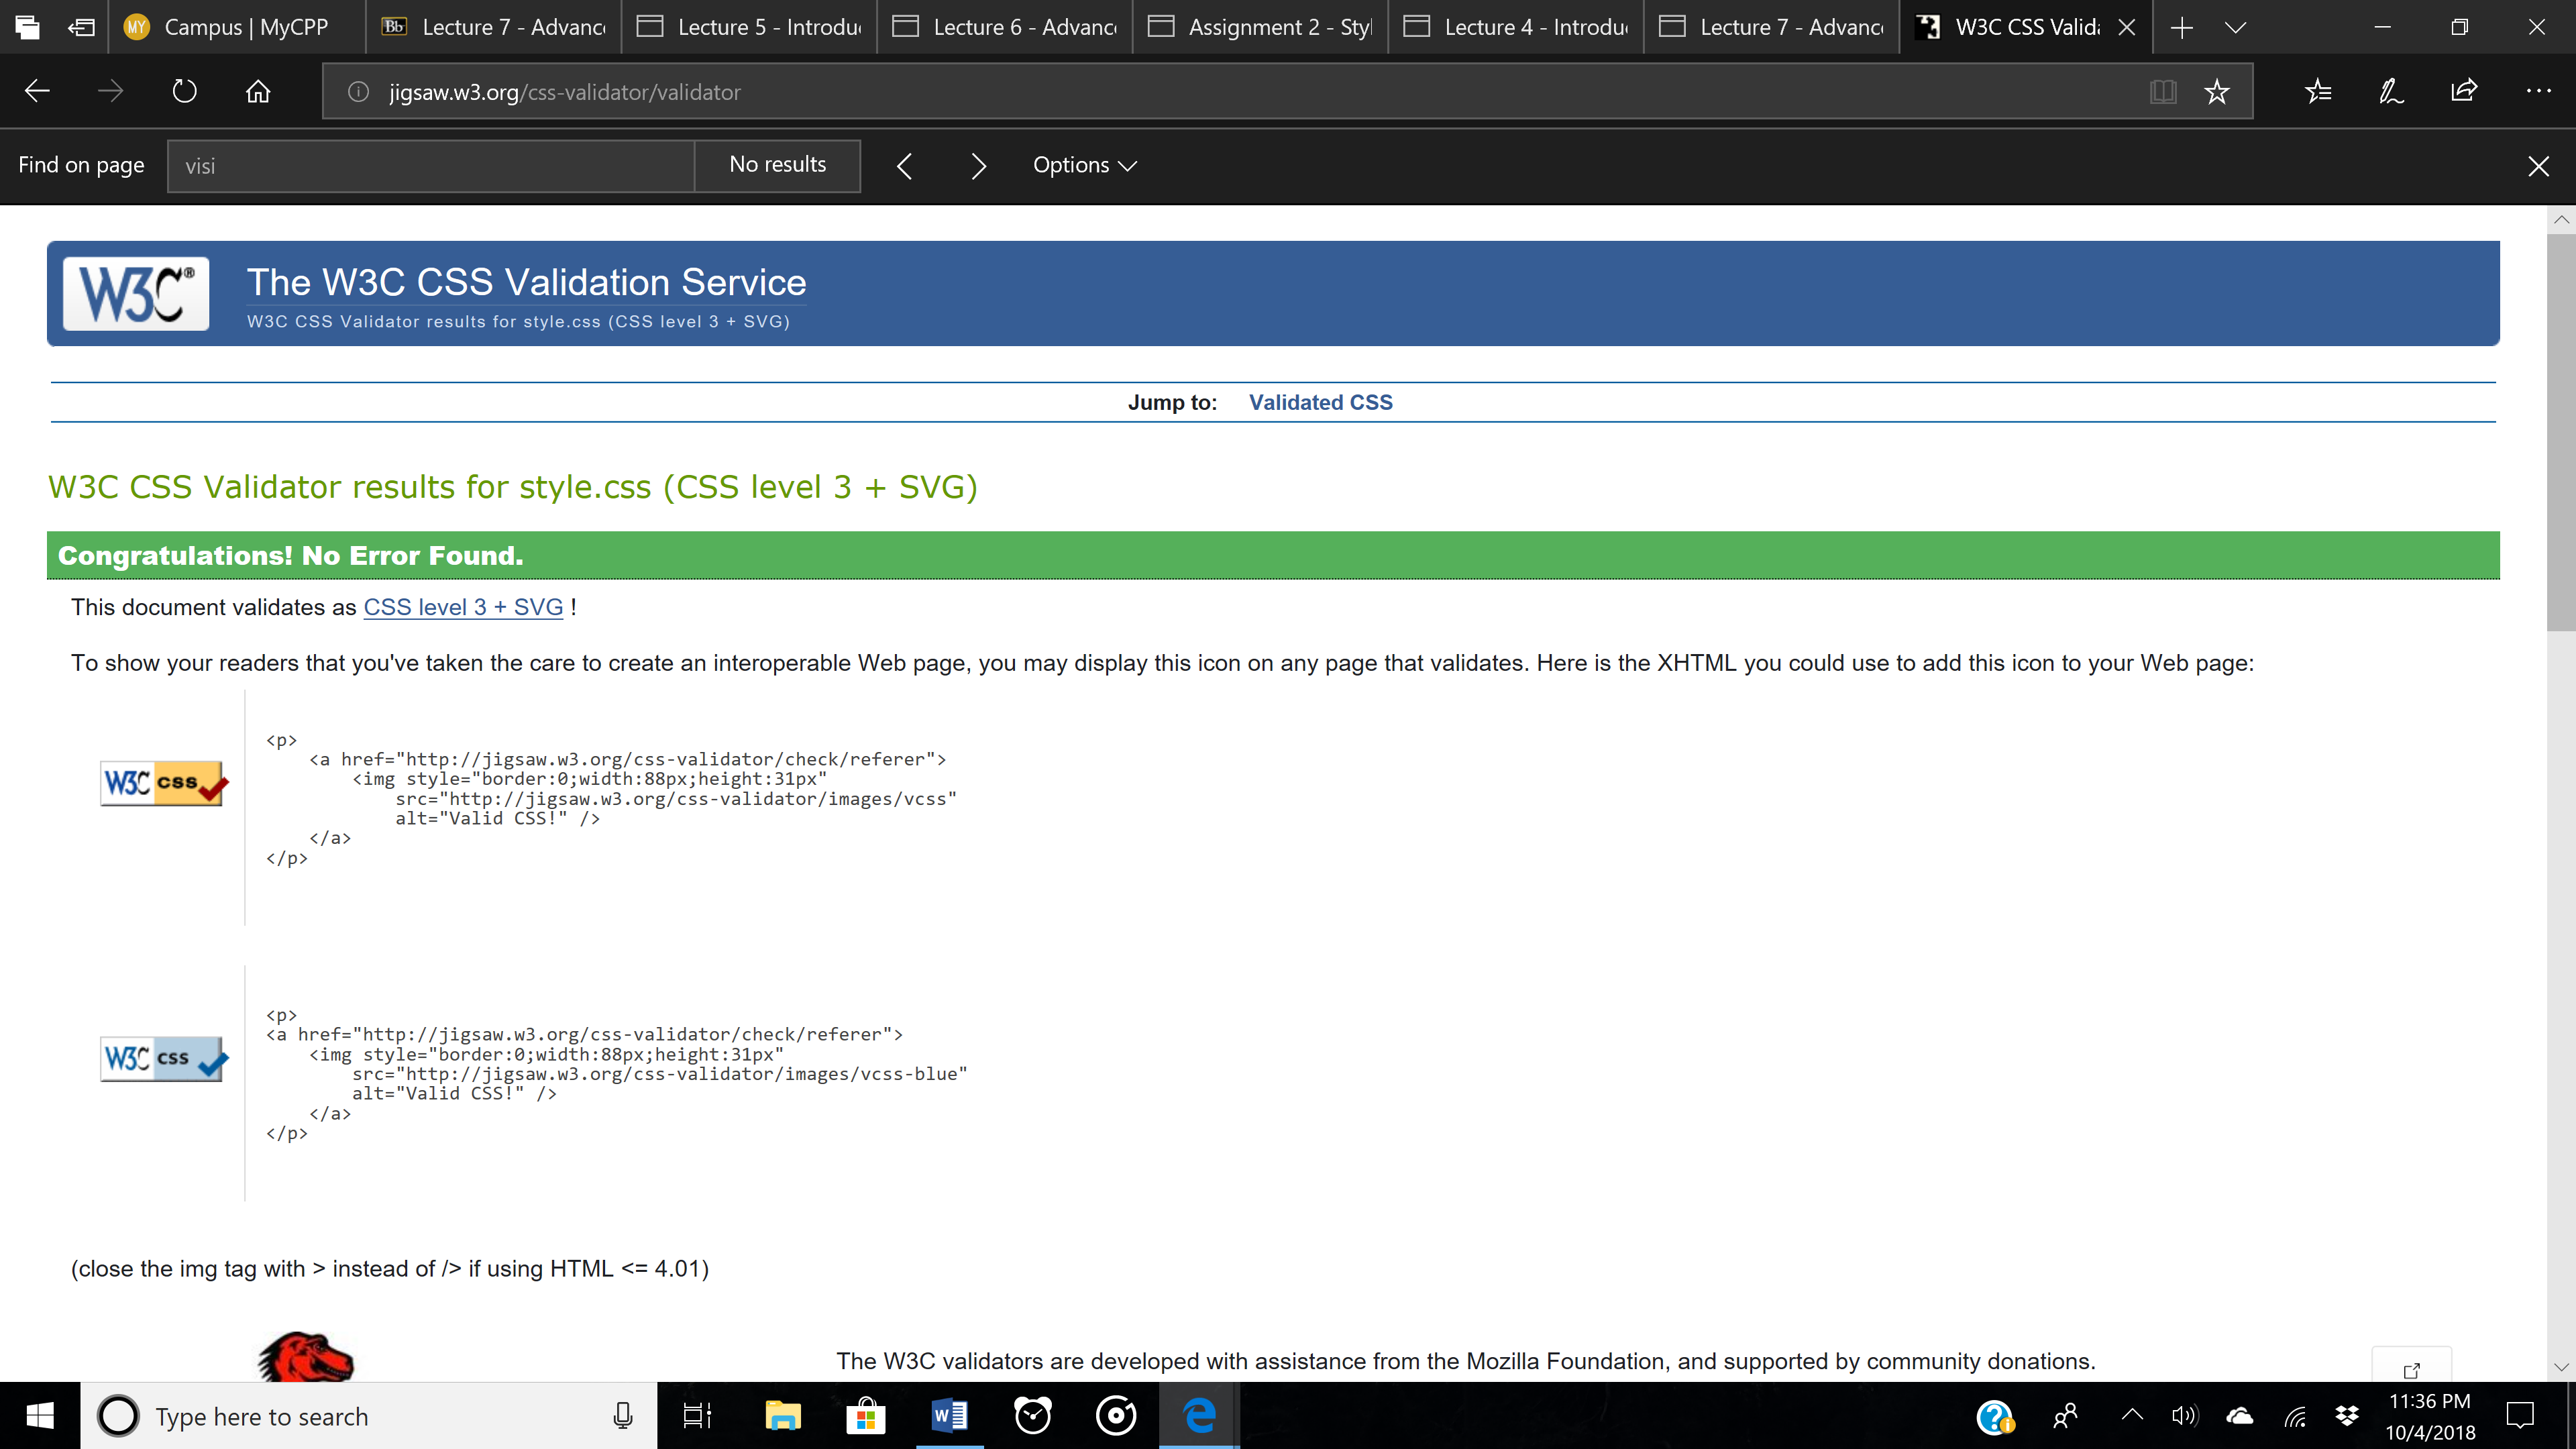 MY Campus | MyCPP
Bb Lecture 7 - Advanc
Lecture 5 - Introdu
Lecture 6 - Advanc
Assignment 2 - Styl
Lecture 4 - Introdu
Lecture 7 - Advanc
W3C CSS Valid
jigsaw.w3.org/css-validator/validator
Find on page visi No results Options
W3C®
The W3C CSS Validation Service
W3C CSS Validator results for style.css (CSS level 3 + SVG)
Jump to: Validated CSS
W3C CSS Validator results for style.css (CSS level 3 + SVG)
Congratulations! No Error Found.
This document validates as CSS level 3 + SVG !
To show your readers that you've taken the care to create an interoperable Web page, you may display this icon on any page that validates. Here is the XHTML you could use to add this icon to your Web page:
W3C css
<p>
<a href="http://jigsaw.w3.org/css-validator/check/referer">
<img style="border:0;width:88px;height:31px"
src="http://jigsaw.w3.org/css-validator/images/vcss"
alt="Valid CSS!" />
</a>
</p>
W3C css
<p>
<a href="http://jigsaw.w3.org/css-validator/check/referer">
<img style="border:0;width:88px;height:31px"
src="http://jigsaw.w3.org/css-validator/images/vcss-blue"
alt="Valid CSS!" />
</a>
</p>
(close the img tag with > instead of /> if using HTML <= 4.01)
The W3C validators are developed with assistance from the Mozilla Foundation, and supported by community donations.
Type here to search
11:36 PM
10/4/2018